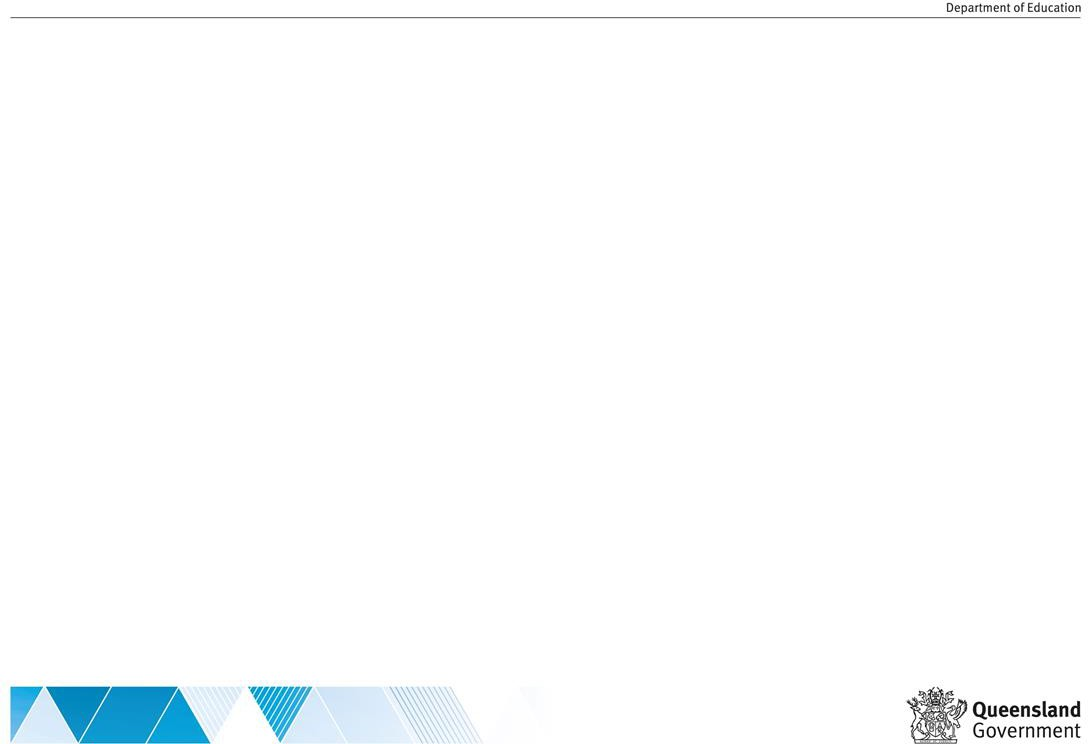 Department of Education
Queensland
Government